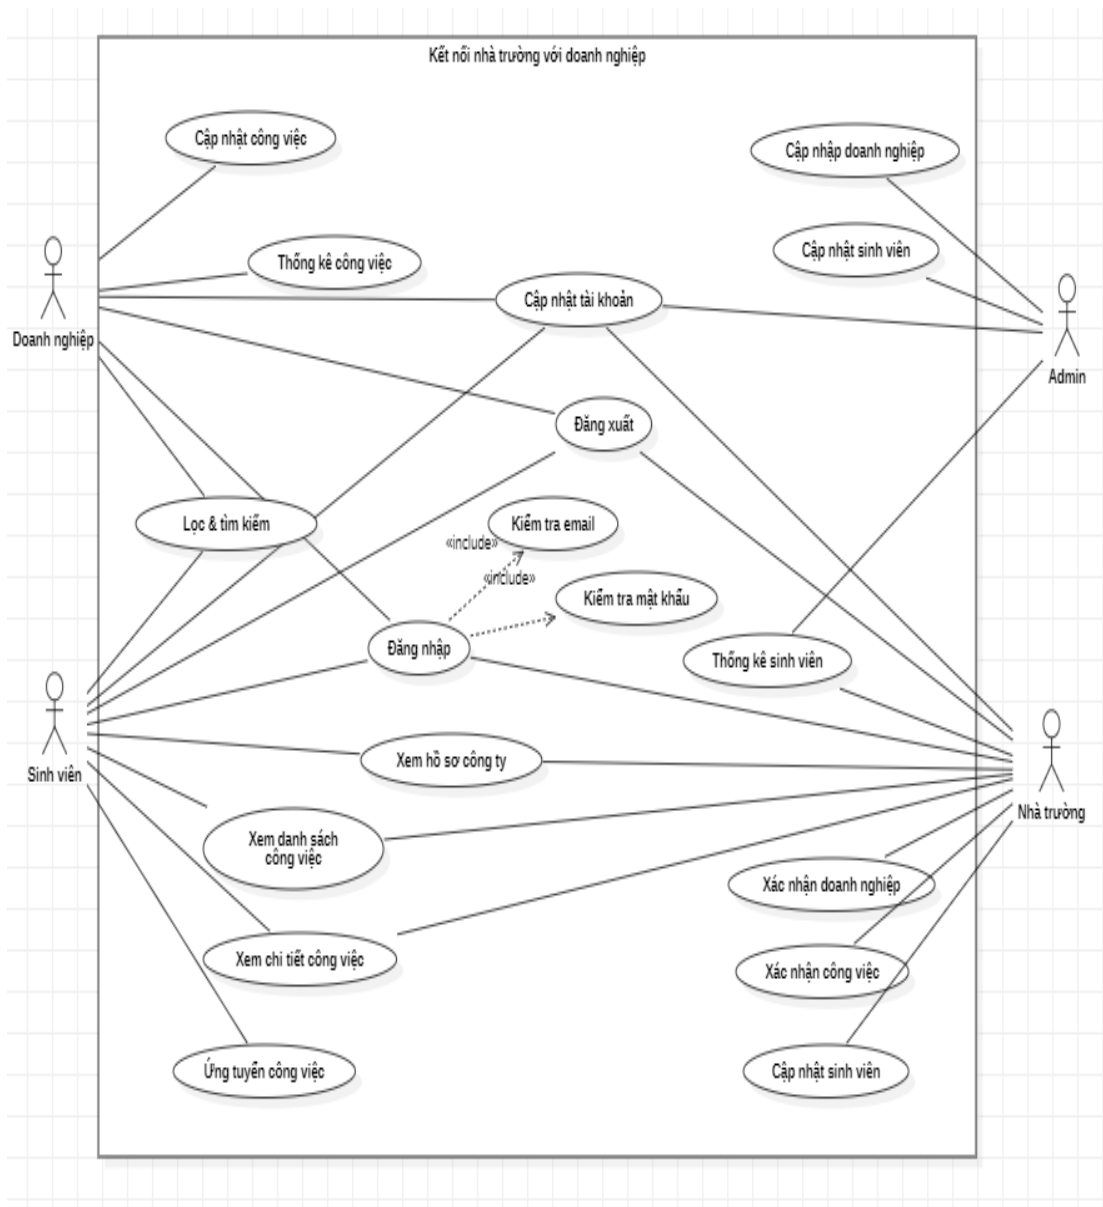 Kết nối nhà trường với doanh nghiệp
Cập nhật công việc
Cập nhập doanh nghiệp
Thống kê công việc
Cập nhật sinh viên
Cập nhật tài khoản
Doanh nghiệp
Admin
Đăng xuất
Lọc & tìm kiếm
Kiểm tra email
«include»
«include»
Kiểm tra mật khẩu
Đăng nhập
Thống kê sinh viên
Xem hồ sơ công ty
Sinh viên
Nhà trường
Xem danh sách
công việc
Xác nhận doanh nghiệp
Xem chi tiết công việc
Xác nhận công việc
Ứng tuyển công việc
Cập nhật sinh viên